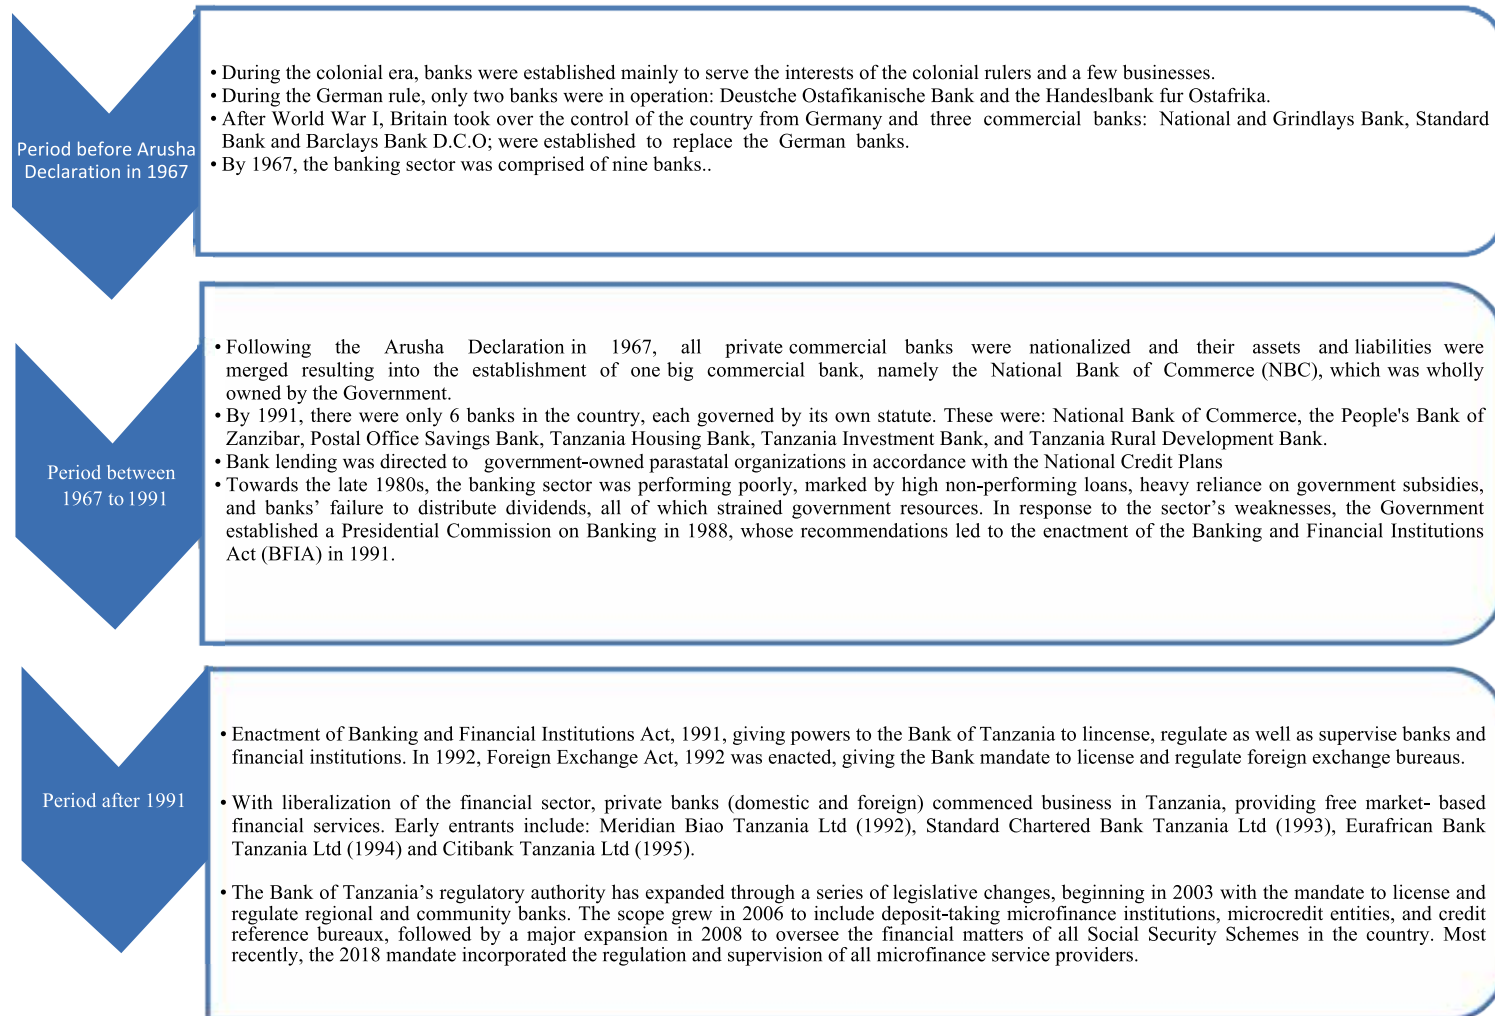 Period before Arusha
Declaration in 1967
• During the colonial era, banks were established mainly to serve the interests of the colonial rulers and a few businesses.
• During the German rule, only two banks were in operation: Deustche Ostafikanische Bank and the Handeslbank fur Ostafrika.
• After World War I, Britain took over the control of the country from Germany and three commercial banks: National and Grindlays Bank, Standard
Bank and Barclays Bank D.C.O; were established to replace the German banks.
• By 1967, the banking sector was comprised of nine banks..
Period between
1967 to 1991
• Following the Arusha Declaration in 1967, all private commercial banks were nationalized and their assets and liabilities were
merged resulting into the establishment of one big commercial bank, namely the National Bank of Commerce (NBC), which was wholly
owned by the Government.
• By 1991, there were only 6 banks in the country, each governed by its own statute. These were: National Bank of Commerce, the People's Bank of
Zanzibar, Postal Office Savings Bank, Tanzania Housing Bank, Tanzania Investment Bank, and Tanzania Rural Development Bank.
• Bank lending was directed to government-owned parastatal organizations in accordance with the National Credit Plans
• Towards the late 1980s, the banking sector was performing poorly, marked by high non-performing loans, heavy reliance on government subsidies,
and banks’ failure to distribute dividends, all of which strained government resources. In response to the sector’s weaknesses, the Government
established a Presidential Commission on Banking in 1988, whose recommendations led to the enactment of the Banking and Financial Institutions
Act (BFIA) in 1991.
Period after 1991
• Enactment of Banking and Financial Institutions Act, 1991, giving powers to the Bank of Tanzania to lincense, regulate as well as supervise banks and
financial institutions. In 1992, Foreign Exchange Act, 1992 was enacted, giving the Bank mandate to license and regulate foreign exchange bureaus.
• With liberalization of the financial sector, private banks (domestic and foreign) commenced business in Tanzania, providing free market- based
financial services. Early entrants include: Meridian Biao Tanzania Ltd (1992), Standard Chartered Bank Tanzania Ltd (1993), Eurafrican Bank
Tanzania Ltd (1994) and Citibank Tanzania Ltd (1995).
• The Bank of Tanzania’s regulatory authority has expanded through a series of legislative changes, beginning in 2003 with the mandate to license and
regulate regional and community banks. The scope grew in 2006 to include deposit-taking microfinance institutions, microcredit entities, and credit
reference bureaux, followed by a major expansion in 2008 to oversee the financial matters of all Social Security Schemes in the country. Most
recently, the 2018 mandate incorporated the regulation and supervision of all microfinance service providers.